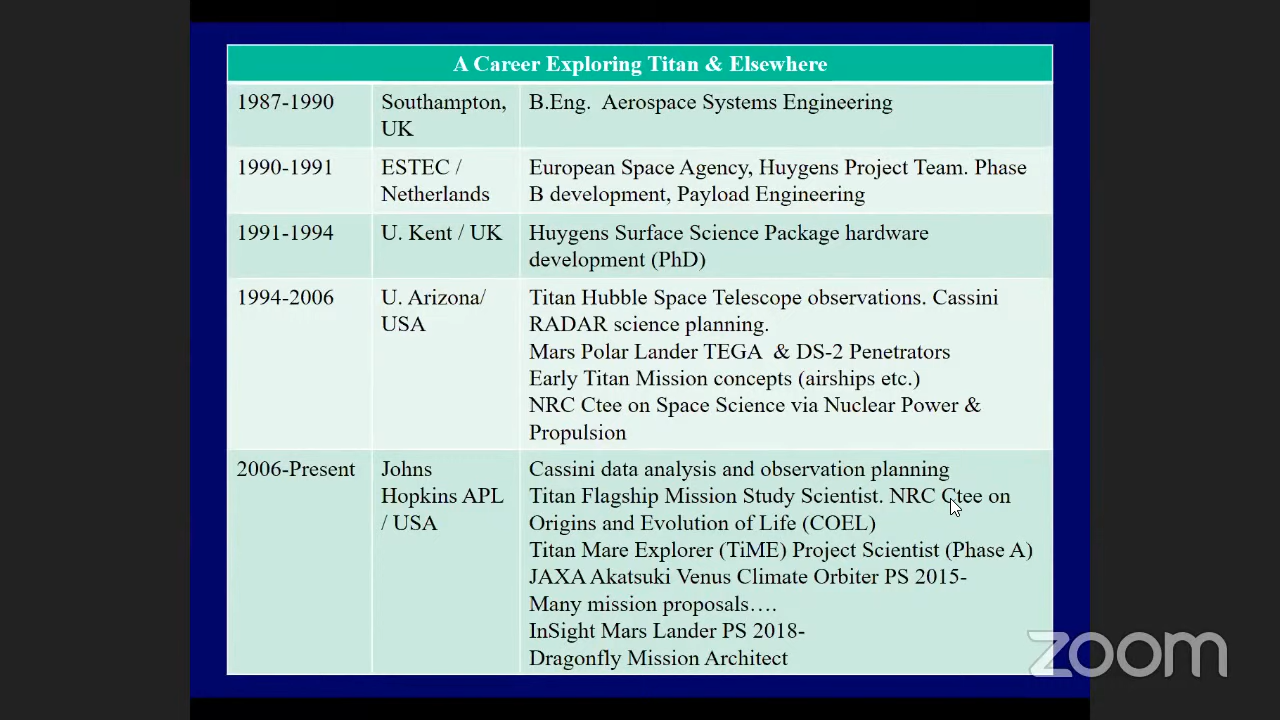 A Career Exploring Titan & Elsewhere
1987-1990
Southampton,
UK
B.Eng. Aerospace Systems Engineering
1990-1991
ESTEC /
Netherlands
European Space Agency, Huygens Project Team. Phase
B development, Payload Engineering
1991-1994
U. Kent / UK
Huygens Surface Science Package hardware
development (PhD)
1994-2006
U. Arizona/
USA
Titan Hubble Space Telescope observations. Cassini
RADAR science planning.
Mars Polar Lander TEGA & DS-2 Penetrators
Early Titan Mission concepts (airships etc.)
NRC Ctee on Space Science via Nuclear Power &
Propulsion
2006-Present
Johns
Hopkins APL
/ USA
Cassini data analysis and observation planning
Titan Flagship Mission Study Scientist. NRC Ctee on
Origins and Evolution of Life (COEL)
Titan Mare Explorer (TiME) Project Scientist (Phase A)
JAXA Akatsuki Venus Climate Orbiter PS 2015-
Many mission proposals….
InSight Mars Lander PS 2018-
Dragonfly Mission Architect
zoom